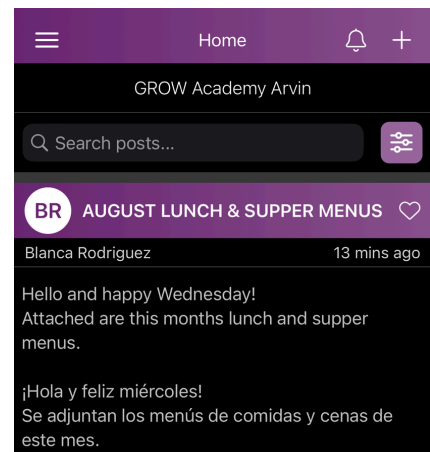 Home
GROW Academy Arvin
Search posts...
BR AUGUST LUNCH & SUPPER MENUS
Blanca Rodriguez 13 mins ago
Hello and happy Wednesday!
Attached are this months lunch and supper
menus.
¡Hola y feliz miércoles!
Se adjuntan los menús de comidas y cenas de
este mes.